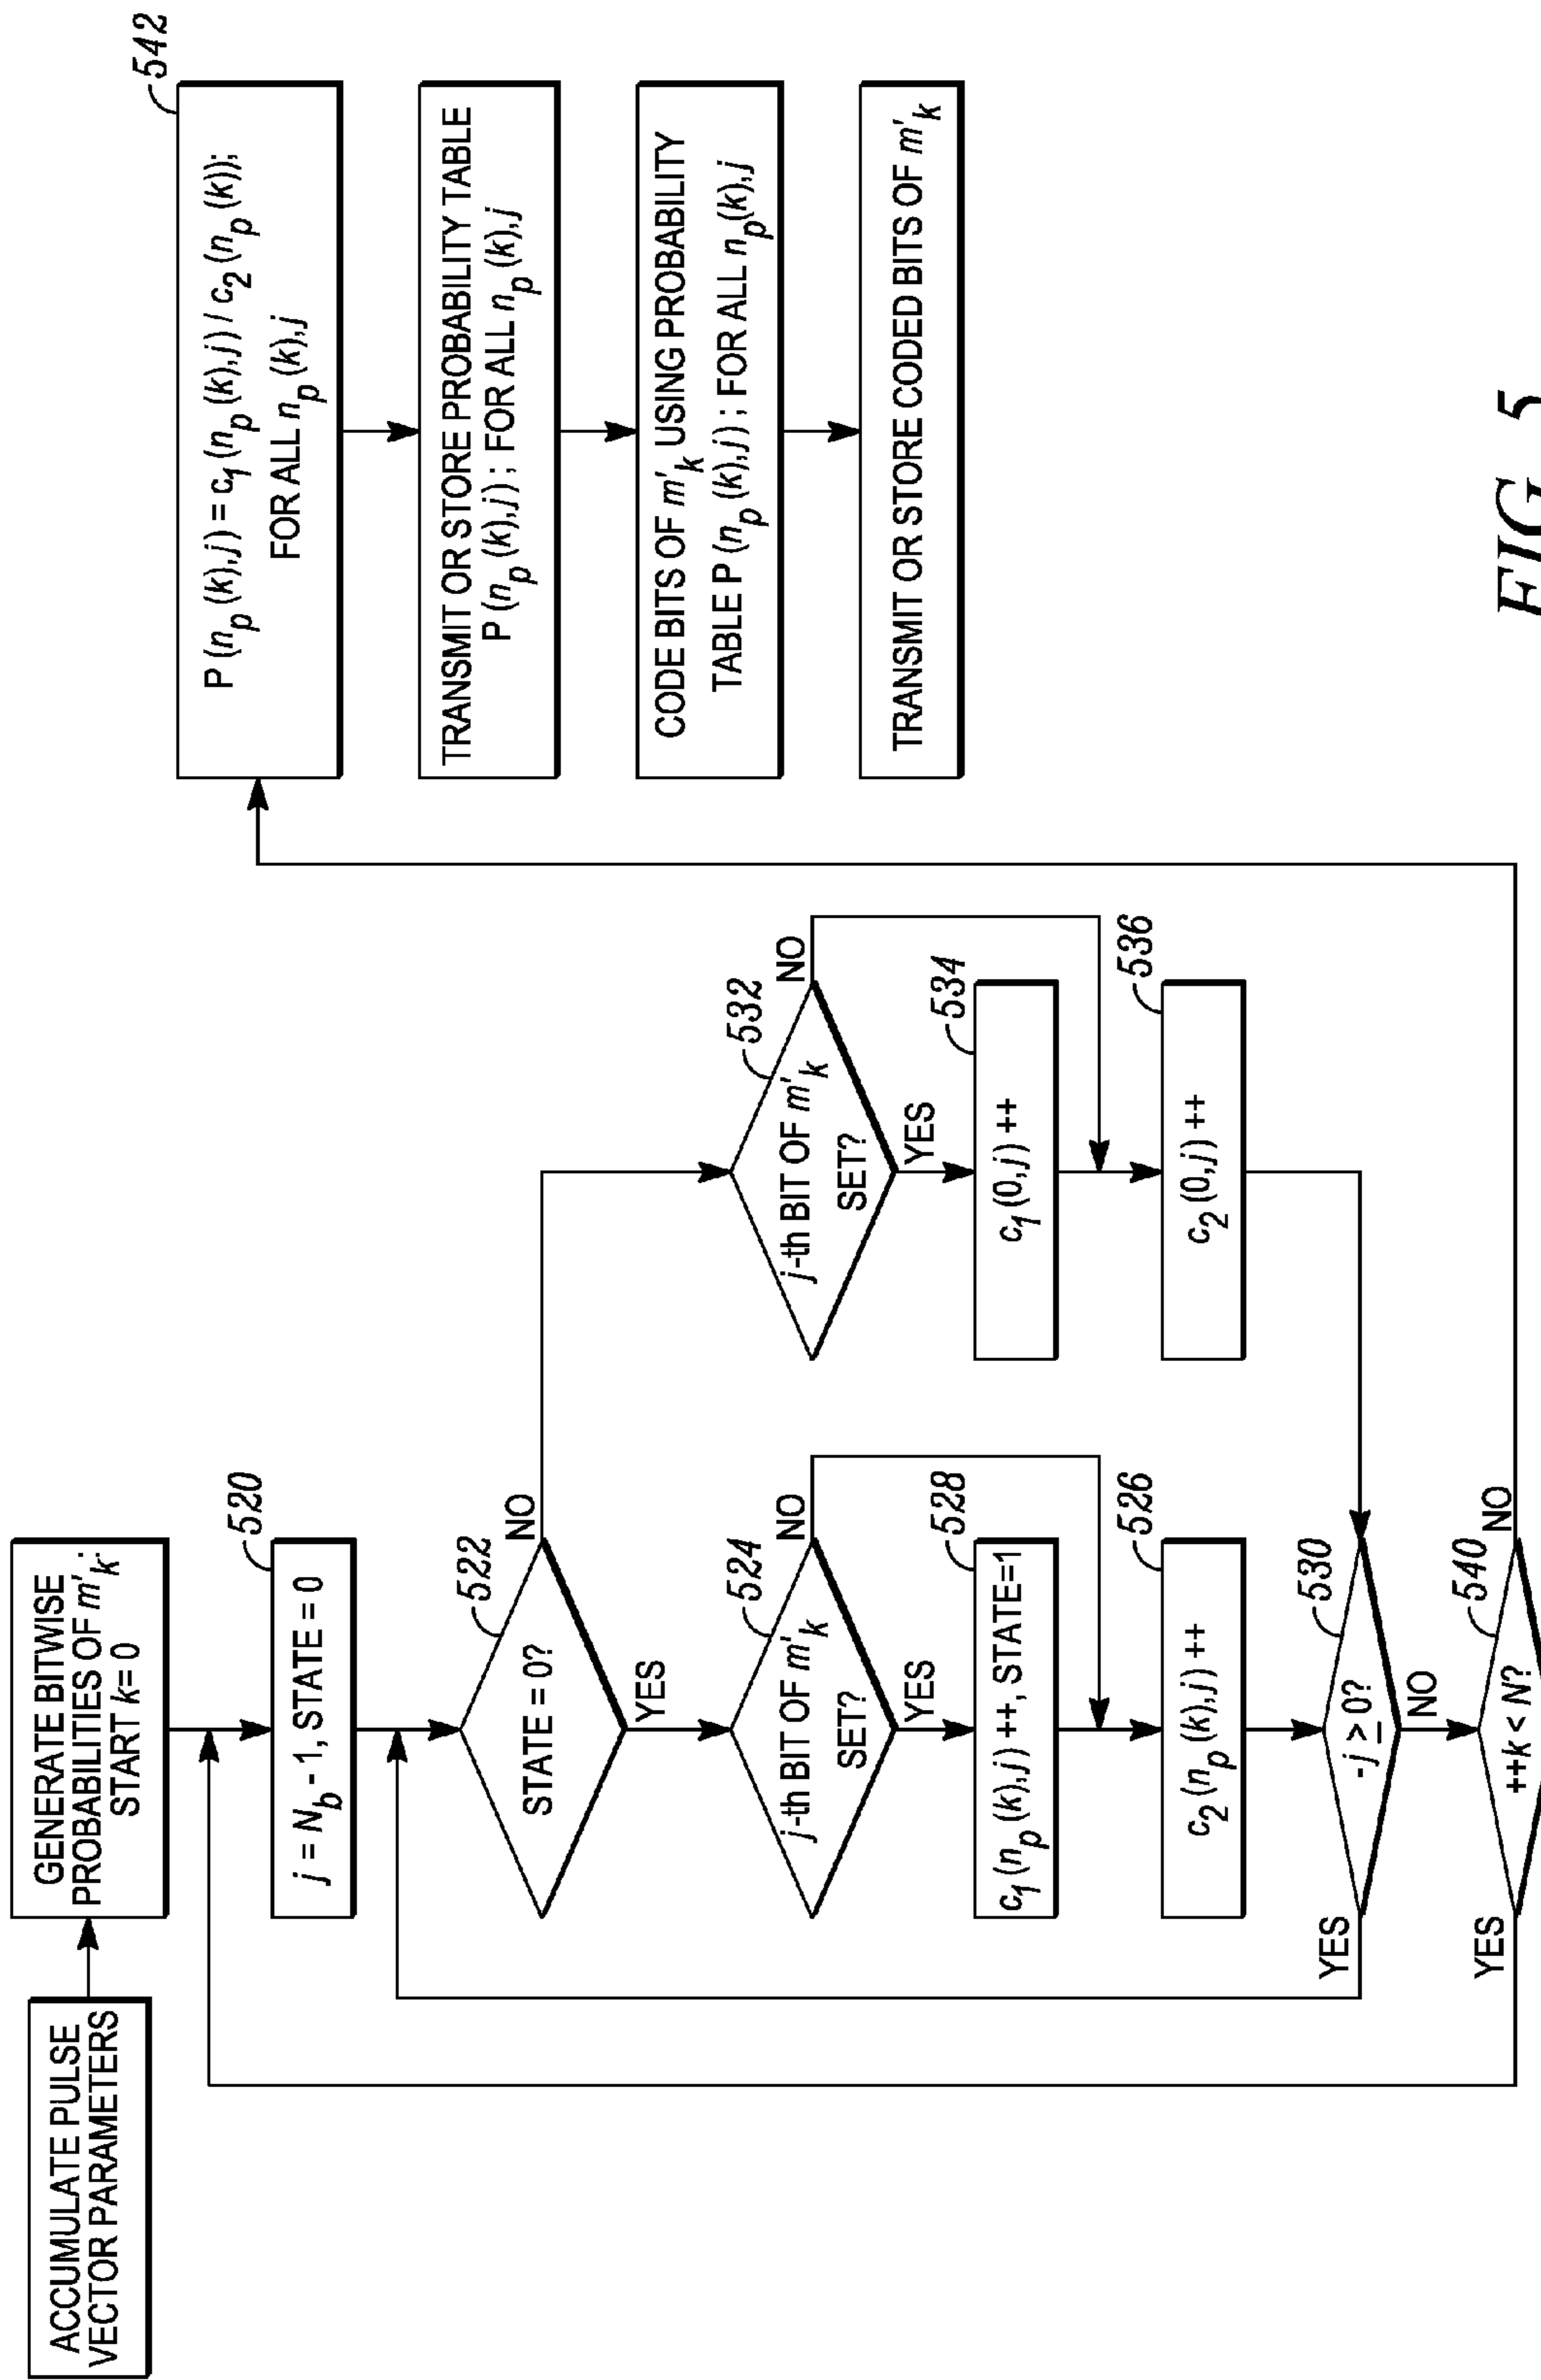 ACCUMULATE PULSE
VECTOR PARAMETERS
GENERATE BITWISE
PROBABILITIES OF m'k;
START k= 0
520
j = Nb - 1, STATE = 0
522
STATE = 0?
NO
YES
524
j-th BIT OF m'k
SET?
NO
YES
528
c1 (np (k),j) ++, STATE=1
526
c2 (np (k),j) ++
532
j-th BIT OF m'k
SET?
NO
YES
534
c1 (0,j) ++
536
c2 (0,j) ++
530
- j ≥ 0?
YES
NO
540
++k < N?
YES
NO
542
P (np (k),j) = c1 (np (k),j) / c2 (np (k));
FOR ALL np (k),j
TRANSMIT OR STORE PROBABILITY TABLE
P (np (k),j) ; FOR ALL np (k),j
CODE BITS OF m'k USING PROBABILITY
TABLE P (np (k),j) ; FOR ALL np(k),j
TRANSMIT OR STORE CODED BITS OF m'k
FIG. 5